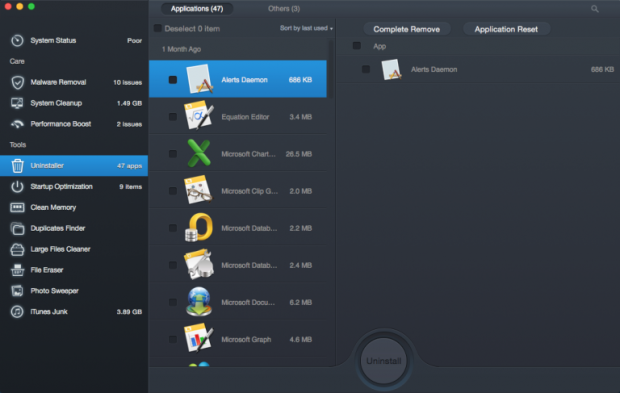 Applications (47)
Others (3)
Deselect 0 item
Sort by last used
Complete Remove
Application Reset
System Status
Poor
Care
Malware Removal
10 issues
System Cleanup
1.49 GB
Performance Boost
2 issues
Tools
Uninstaller
47 apps
Startup Optimization
9 items
Clean Memory
Duplicates Finder
Large Files Cleaner
File Eraser
Photo Sweeper
iTunes Junk
3.89 GB
1 Month Ago
Alerts Daemon
686 KB
Equation Editor
3.4 MB
Microsoft Chart...
26.5 MB
Microsoft Clip G...
2.0 MB
Microsoft Datab...
2.2 MB
Microsoft Datab...
2.4 MB
Microsoft Docu...
6.2 MB
Microsoft Graph
4.6 MB
App
Alerts Daemon
686 KB
Uninstall